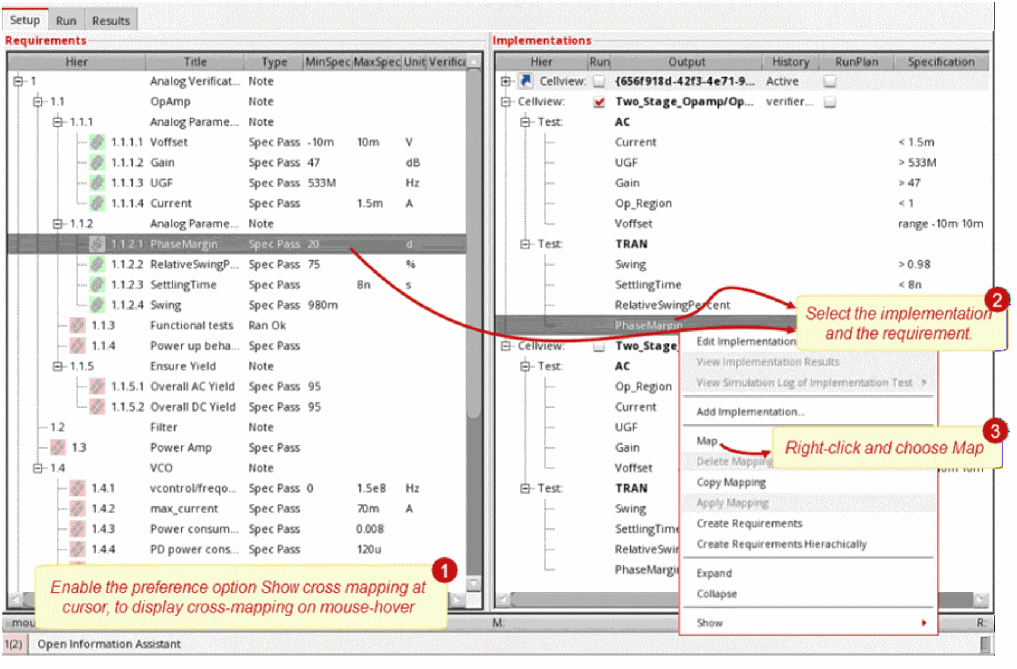 Setup Run Results
Requirements
Hier Title Type MinSpec MaxSpec Unit Verifica
1 Analog Verificat... Note
1.1 OpAmp Note
1.1.1 Analog Parame... Note
1.1.1.1 Voffset Spec Pass -10m 10m V
1.1.1.2 Gain Spec Pass 47 dB
1.1.1.3 UGF Spec Pass 533M Hz
1.1.1.4 Current Spec Pass 1.5m A
1.1.2 Analog Parame... Note
1.1.2.1 PhaseMargin Spec Pass 20 d
1.1.2.2 RelativeSwingP... Spec Pass 75 %
1.1.2.3 SettlingTime Spec Pass 8n s
1.1.2.4 Swing Spec Pass 980m
1.1.3 Functional tests Ran Ok
1.1.4 Power up beha... Spec Pass
1.1.5 Ensure Yield Note
1.1.5.1 Overall AC Yield Spec Pass 95
1.1.5.2 Overall DC Yield Spec Pass 95
1.2 Filter Note
1.3 Power Amp Spec Pass
1.4 VCO Note
1.4.1 vcontrol/freqo... Spec Pass 0 1.5e8 Hz
1.4.2 max_current Spec Pass 70m A
1.4.3 Power consum... Spec Pass 0.008
1.4.4 PD power cons... Spec Pass 120u
1
Enable the preference option Show cross mapping at
cursor, to display cross-mapping on mouse-hover
Implementations
Hier Run Output History RunPlan Specification
Cellview: {656f918d-42f3-4e71-9... Active
Cellview: Two_Stage_Opamp/Op... verifier...
Test: AC
Current < 1.5m
UGF > 533M
Gain > 47
Op_Region < 1
Voffset range -10m 10m
Test: TRAN
Swing > 0.98
SettlingTime < 8n
RelativeSwingPercent
PhaseMargin
2
Select the implementation
and the requirement.
Cellview: Two_Stage
Test: AC
Op_Region
Current
UGF
Gain
Voffset
Test: TRAN
Swing
SettlingTime
RelativeSwin
PhaseMargi
Edit Implementation
View Implementation Results
View Simulation Log of Implementation Test
Add Implementation...
Map
Delete Mapping
Copy Mapping
Apply Mapping
Create Requirements
Create Requirements Hierachically
Expand
Collapse
Show
3
Right-click and choose Map
mou M: R:
1(2) Open Information Assistant